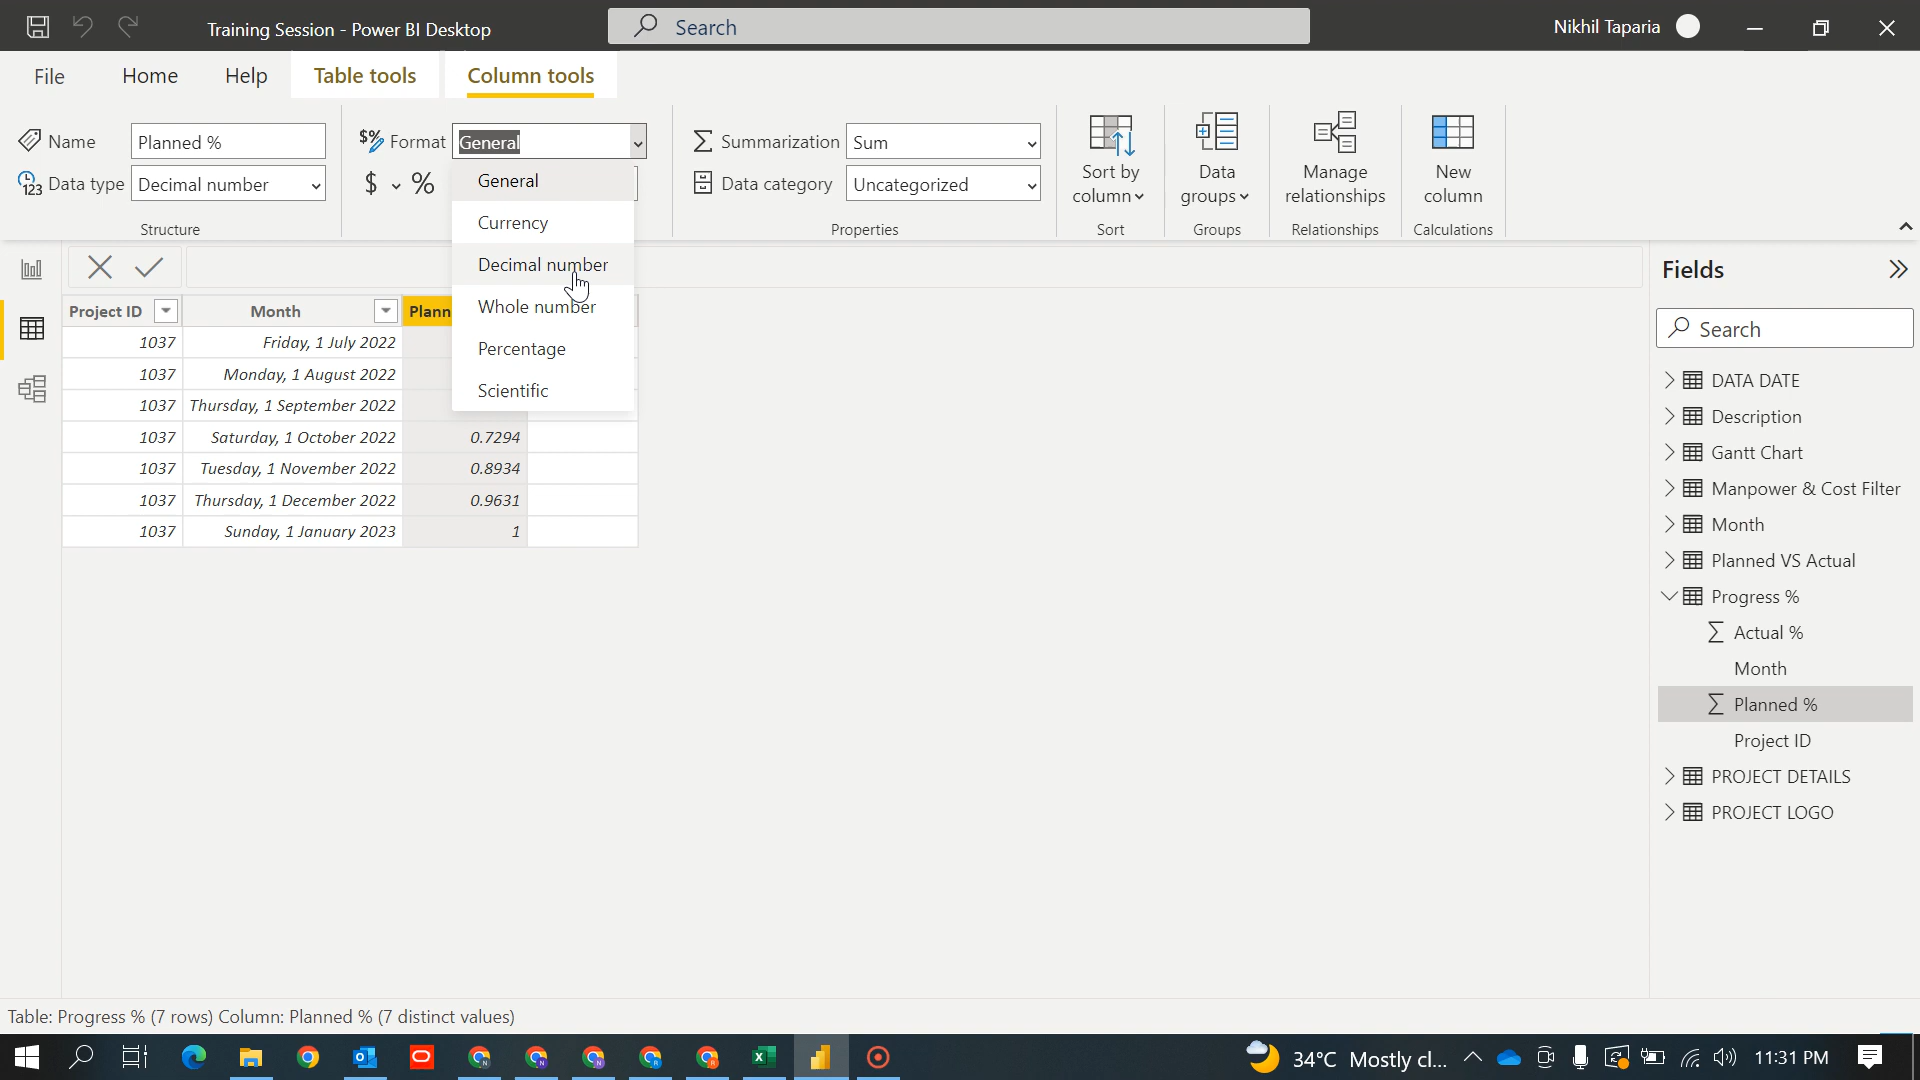 Training Session - Power BI Desktop
Search
Nikhil Taparia
File
Home
Help
Table tools
Column tools
Name
Planned %
Data type
Decimal number
Structure
Format
General
$
%
General
Currency
Decimal number
Whole number
Percentage
Scientific
Summarization
Sum
Data category
Uncategorized
Properties
Sort by
column
Sort
Data
groups
Groups
Manage
relationships
Relationships
New
column
Calculations
Project ID
Month
Plann
1037
Friday, 1 July 2022
1037
Monday, 1 August 2022
1037
Thursday, 1 September 2022
1037
Saturday, 1 October 2022
0.7294
1037
Tuesday, 1 November 2022
0.8934
1037
Thursday, 1 December 2022
0.9631
1037
Sunday, 1 January 2023
1
Fields
Search
DATA DATE
Description
Gantt Chart
Manpower & Cost Filter
Month
Planned VS Actual
Progress %
Actual %
Month
Planned %
Project ID
PROJECT DETAILS
PROJECT LOGO
Table: Progress % (7 rows) Column: Planned % (7 distinct values)
34°C Mostly cl...
11:31 PM